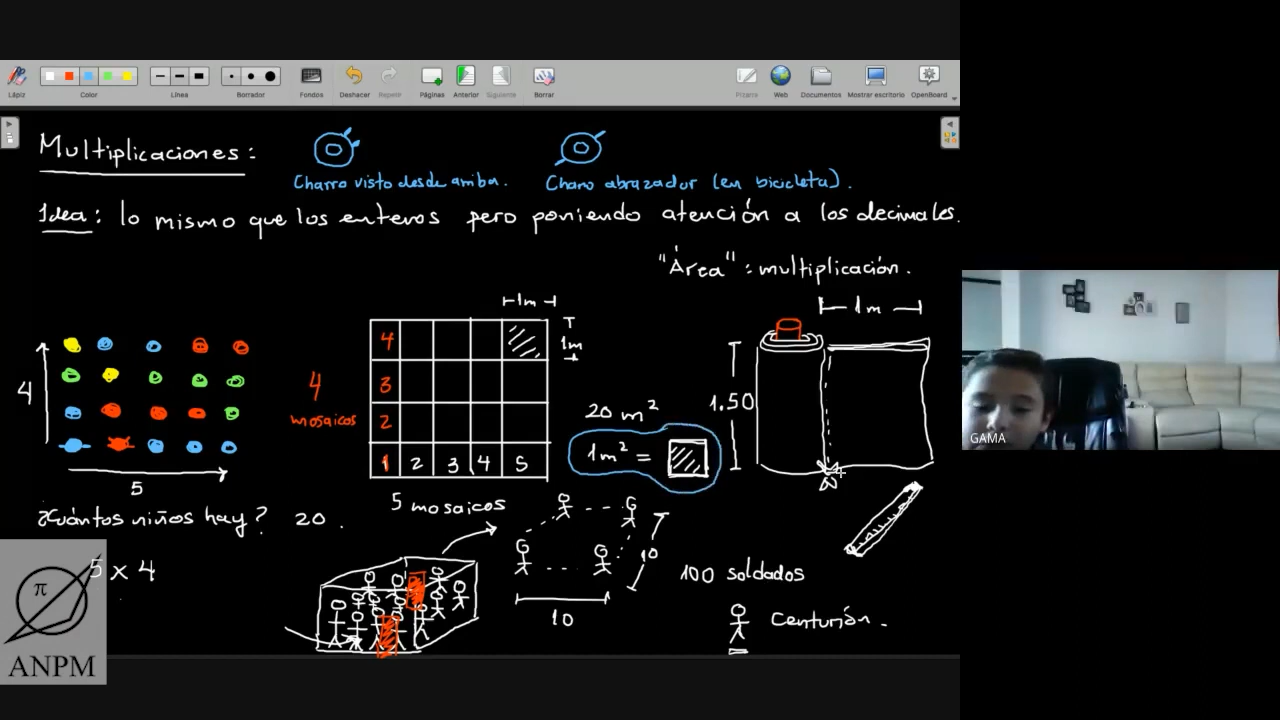 Lápiz
Color
Línea
Borrador
Fondos
Deshacer
Repetir
Páginas
Anterior
Siguiente
Borrar
Pizarra
Web
Documentos
Mostrar escritorio
OpenBoard
Multiplicaciones:
Charro visto desde arriba.
Charro abrazador (en bicicleta).
Idea: lo mismo que los enteros pero poniendo atención a los decimales.
"Área": multiplicación.
1m
1m
1m
4
5
¿Cuántos niños hay? 20.
5 x 4
4
mosaicos
4
3
2
1 2 3 4 5
5 mosaicos
20 m²
1m² =
1.50
10
10
100 soldados
Centurión.
GAMA
π
ANPM